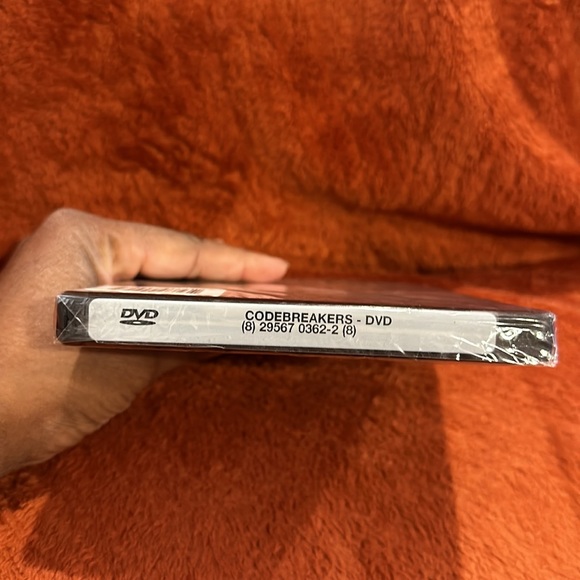 DVD
CODEBREAKERS - DVD
(8) 29567 0362-2 (8)